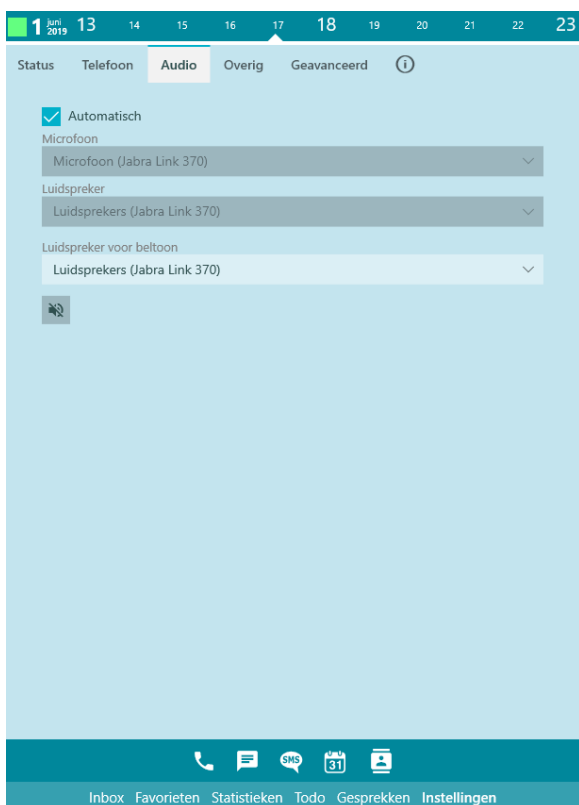 1 juni 2019 13 14 15 16 17 18 19 20 21 22 23
Status Telefoon Audio Overig Geavanceerd i
Automatisch
Microfoon
Microfoon (Jabra Link 370)
Luidspreker
Luidsprekers (Jabra Link 370)
Luidspreker voor beltoon
Luidsprekers (Jabra Link 370)
SMS 31
Inbox Favorieten Statistieken Todo Gesprekken Instellingen